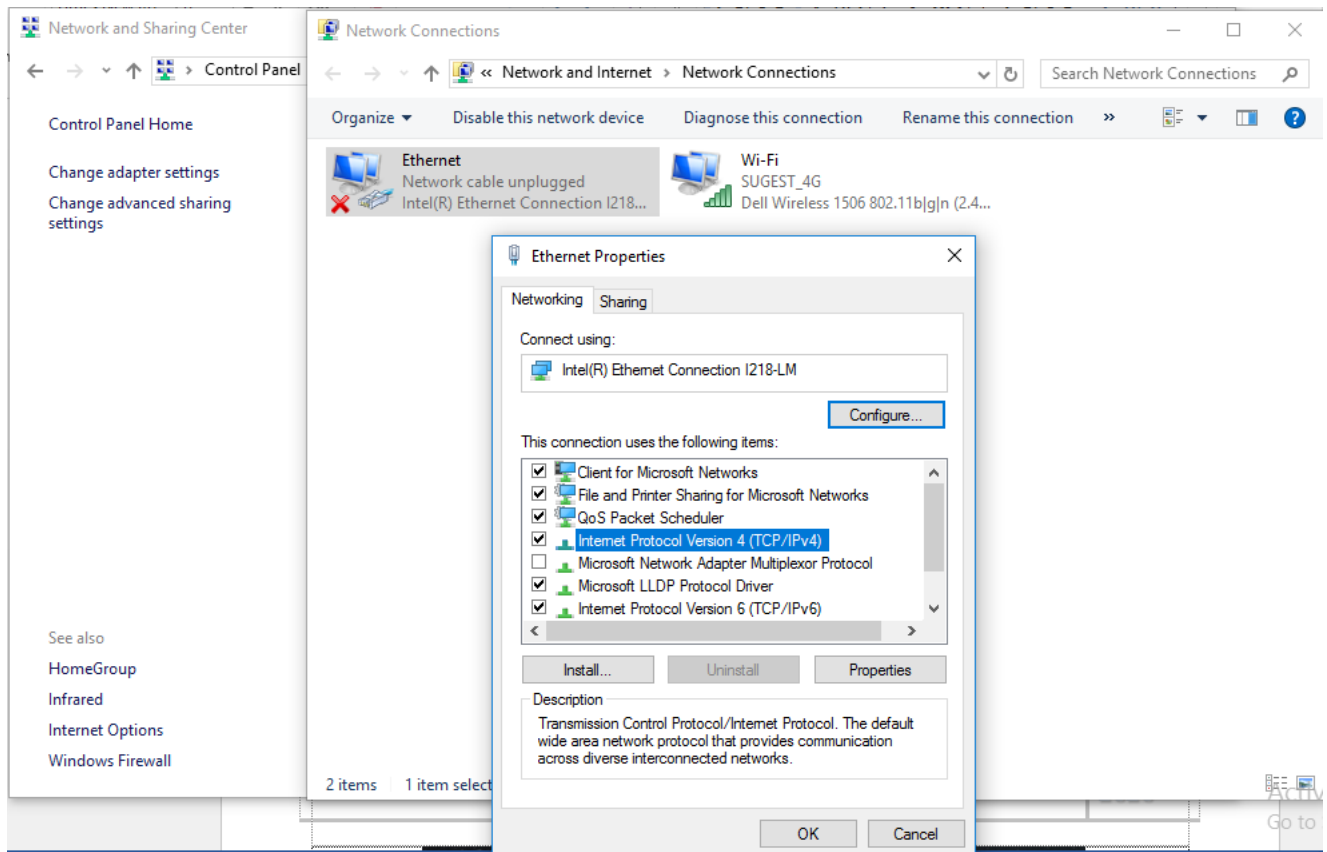 Network and Sharing Center
Control Panel
Control Panel Home
Change adapter settings
Change advanced sharing
settings
See also
HomeGroup
Infrared
Internet Options
Windows Firewall
Network Connections
« Network and Internet > Network Connections
Search Network Connections
Organize
Disable this network device
Diagnose this connection
Rename this connection
»
Ethernet
Network cable unplugged
Intel(R) Ethernet Connection I218...
Wi-Fi
SUGEST_4G
Dell Wireless 1506 802.11b|g|n (2.4...
Ethernet Properties
Networking
Sharing
Connect using:
Intel(R) Ethernet Connection I218-LM
Configure...
This connection uses the following items:
Client for Microsoft Networks
File and Printer Sharing for Microsoft Networks
QoS Packet Scheduler
Internet Protocol Version 4 (TCP/IPv4)
Microsoft Network Adapter Multiplexor Protocol
Microsoft LLDP Protocol Driver
Internet Protocol Version 6 (TCP/IPv6)
Install...
Uninstall
Properties
Description
Transmission Control Protocol/Internet Protocol. The default
wide area network protocol that provides communication
across diverse interconnected networks.
OK
Cancel
2 items
1 item select
Activ
Go to